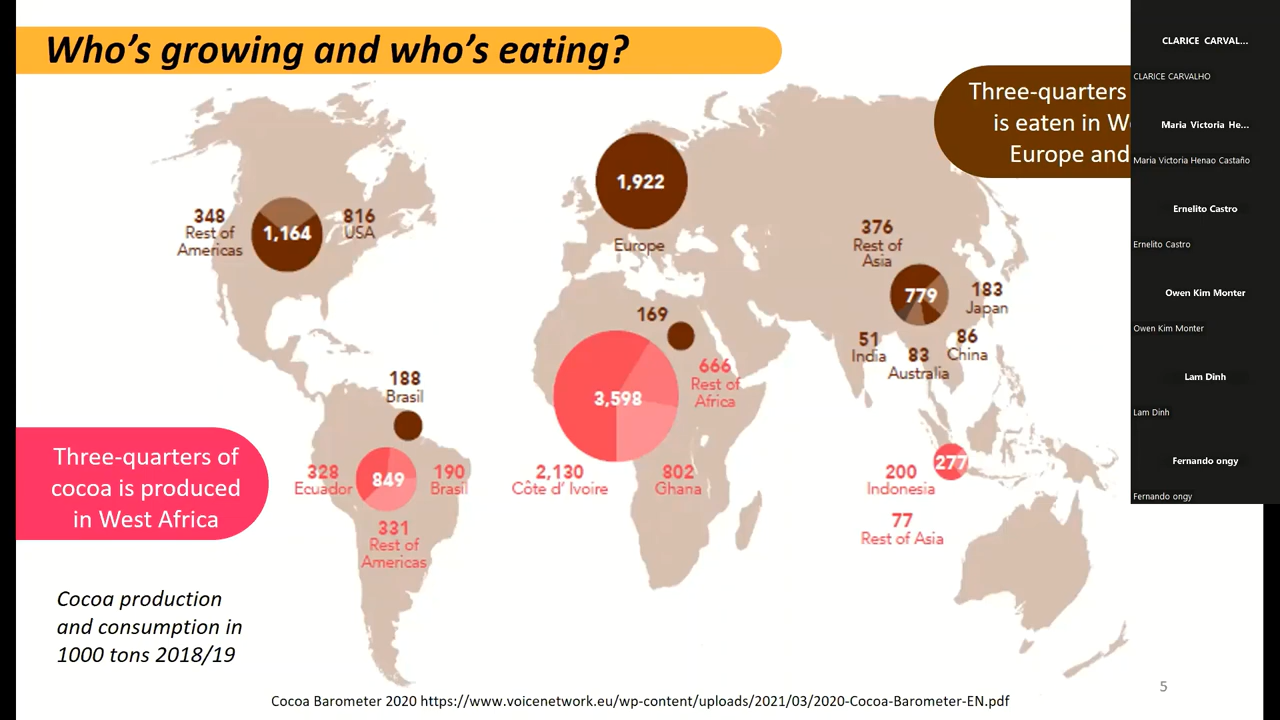 Who's growing and who's eating?
Three-quarters
is eaten in
Europe and
348
Rest of
Americas
1,164
816
USA
1,922
Europe
376
Rest of
Asia
779
183
Japan
86
China
51
India
83
Australia
169
3,598
666
Rest of
Africa
2,130
Côte d' Ivoire
802
Ghana
188
Brasil
328
Ecuador
849
190
Brasil
331
Rest of
Americas
277
200
Indonesia
77
Rest of Asia
Three-quarters of
cocoa is produced
in West Africa
Cocoa production
and consumption in
1000 tons 2018/19
Cocoa Barometer 2020 https://www.voicenetwork.eu/wp-content/uploads/2021/03/2020-Cocoa-Barometer-EN.pdf
5
CLARICE CARVAL...
CLARICE CARVALHO
Maria Victoria He...
Maria Victoria Henao Castaño
Ernelito Castro
Ernelito Castro
Owen Kim Monter
Owen Kim Monter
Lam Dinh
Lam Dinh
Fernando ongy
Fernando ongy